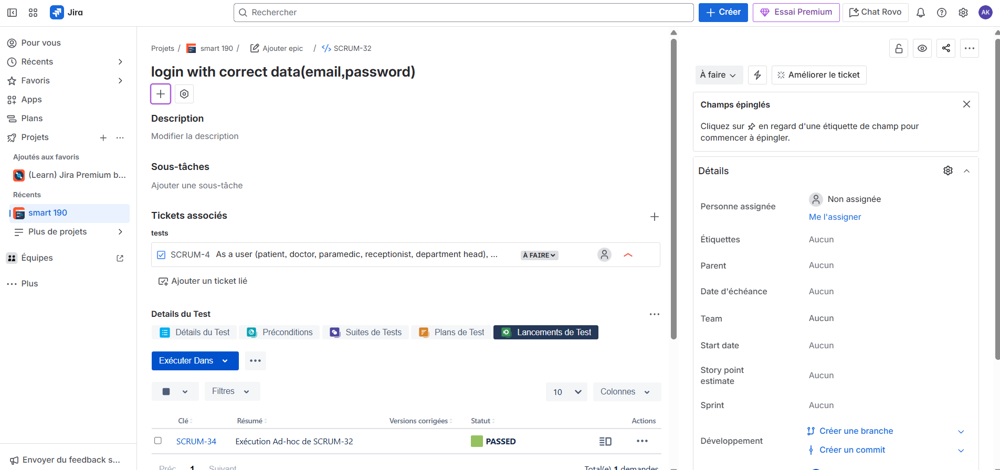 Jira
Rechercher
Créer
Essai Premium
Chat Rovo
AK
Pour vous
Récents
Favoris
Apps
Plans
Projets
Ajoutés aux favoris
(Learn) Jira Premium b...
Récents
smart 190
Plus de projets
Équipes
Plus
Envoyer du feedback s...
Projets / smart 190 / Ajouter epic / SCRUM-32
login with correct data(email,password)
Description
Modifier la description
Sous-tâches
Ajouter une sous-tâche
Tickets associés
tests
SCRUM-4 As a user (patient, doctor, paramedic, receptionist, department head), ... À FAIRE
Ajouter un ticket lié
Details du Test
Détails du Test Préconditions Suites de Tests Plans de Test Lancements de Test
Exécuter Dans
Filtres 10 Colonnes
Clé Résumé Versions corrigées Statut Actions
SCRUM-34 Exécution Ad-hoc de SCRUM-32 PASSED
Préc. 1 Suivant Total(e) 1 demandes
À faire Améliorer le ticket
Champs épinglés
Cliquez sur en regard d'une étiquette de champ pour
commencer à épingler.
Détails
Personne assignée Non assignée
Me l'assigner
Étiquettes Aucun
Parent Aucun
Date d'échéance Aucun
Team Aucun
Start date Aucun
Story point
estimate Aucun
Sprint Aucun
Développement Créer une branche
Créer un commit